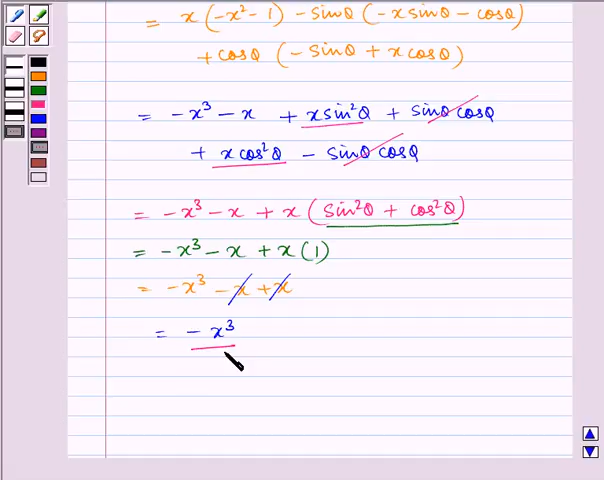 = x (-x² - 1) - sinθ (-x sinθ - cosθ)
+ cosθ (- sinθ + x cosθ)
= -x³ - x + x sin²θ + sinθ cosθ
+ x cos²θ - sinθ cosθ
= -x³ - x + x (sin²θ + cos²θ)
= -x³ - x + x (1)
= -x³ - x + x
= - x³